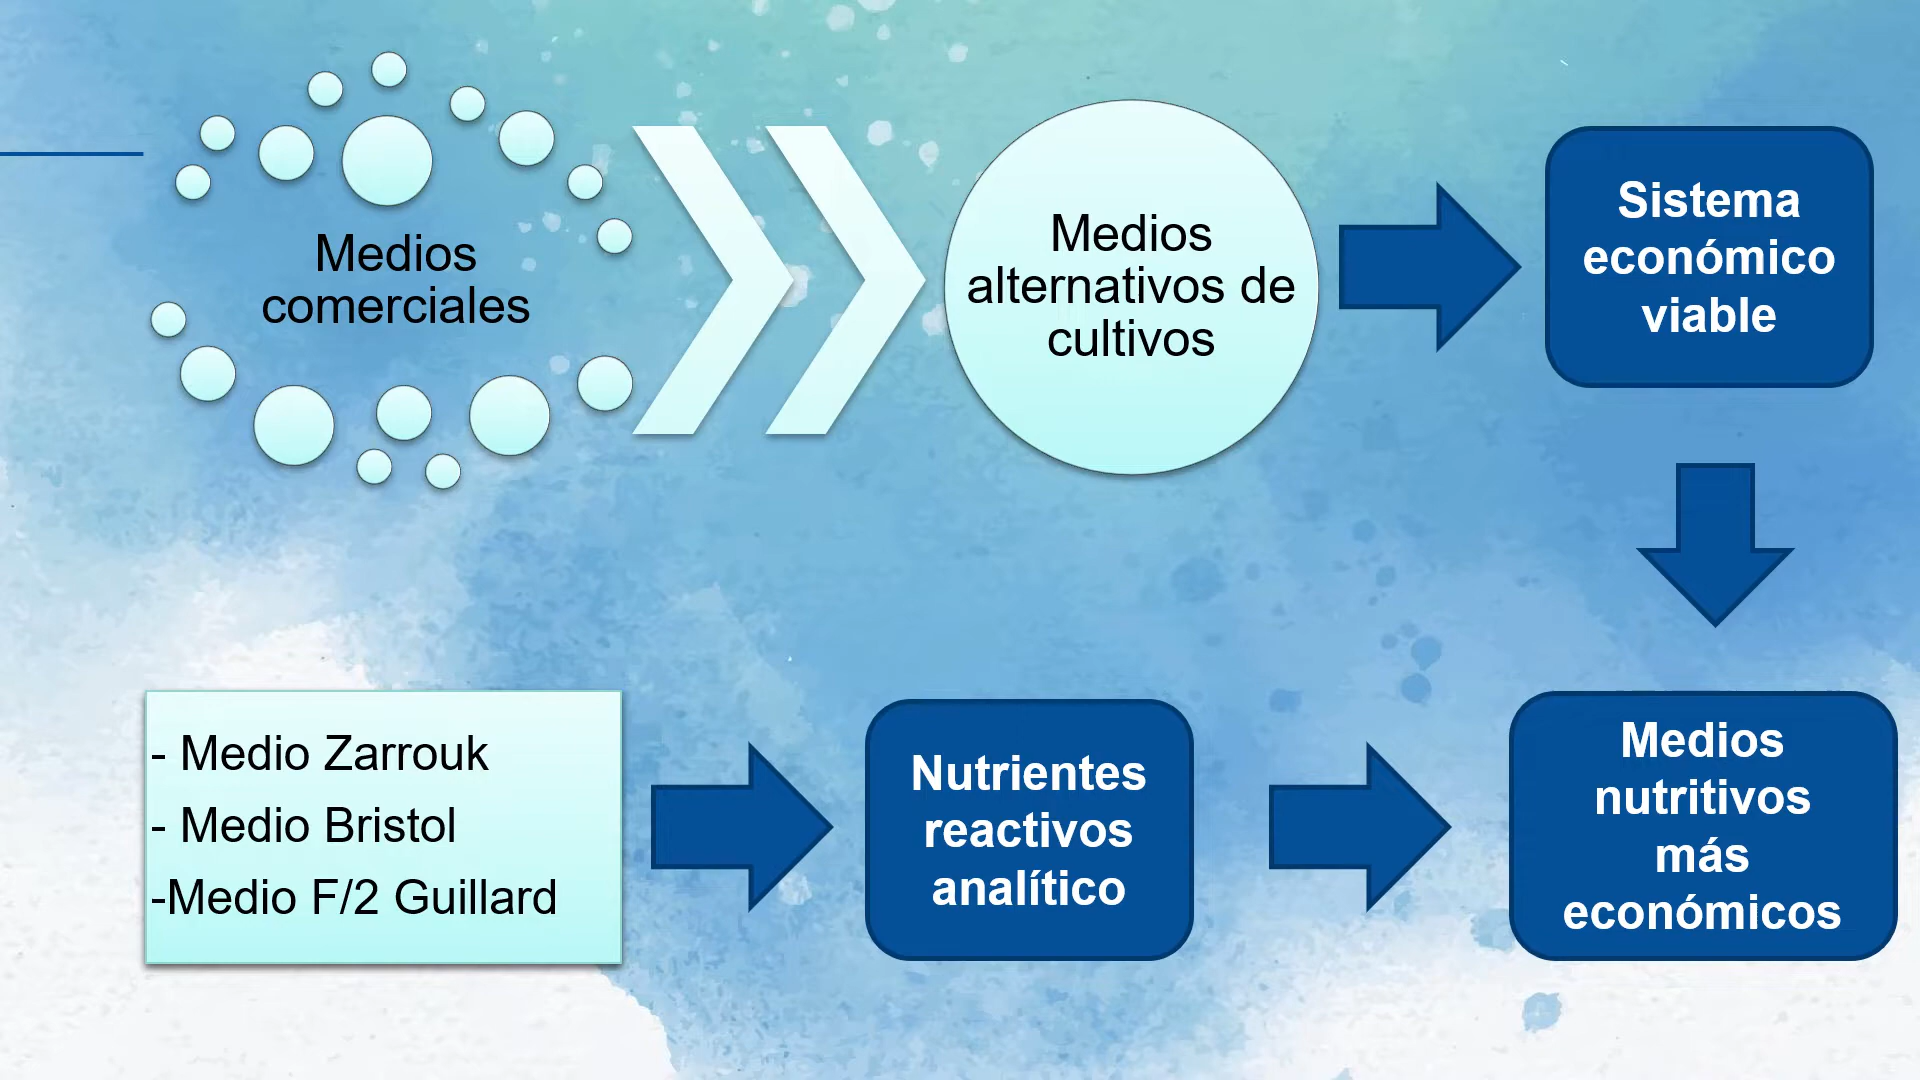 Medios
comerciales
Medios
alternativos de
cultivos
Sistema
económico
viable
- Medio Zarrouk
- Medio Bristol
-Medio F/2 Guillard
Nutrientes
reactivos
analítico
Medios
nutritivos
más
económicos